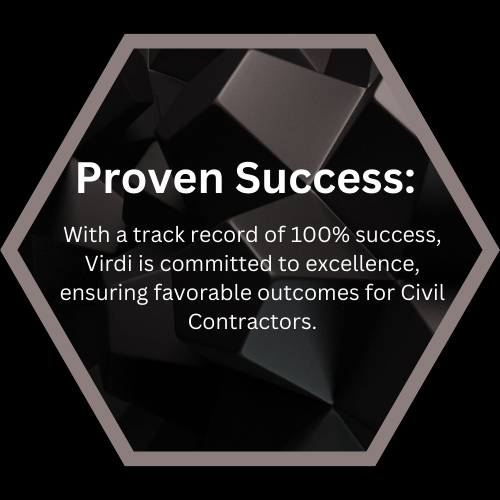 Proven Success:
With a track record of 100% success,
Virdi is committed to excellence,
ensuring favorable outcomes for Civil
Contractors.